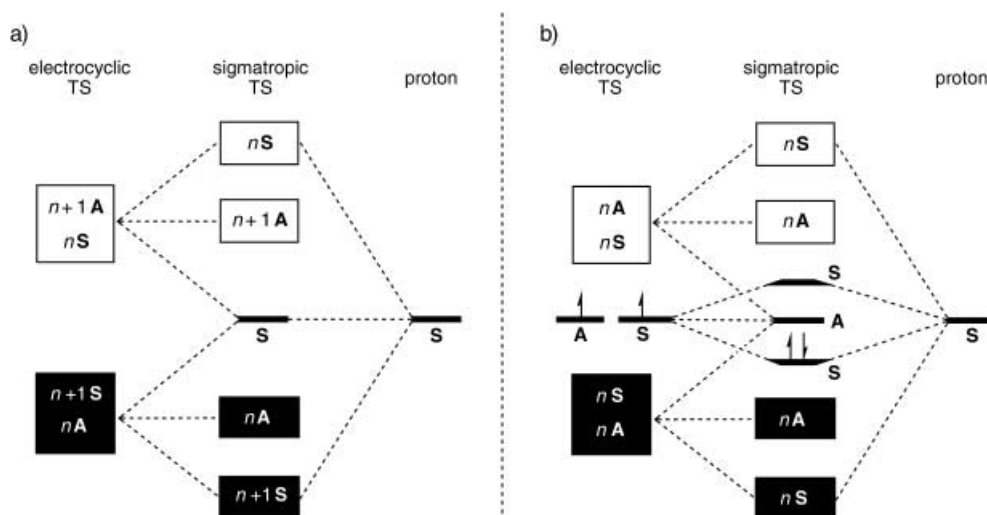 a)
electrocyclic TS
sigmatropic TS
proton
nS
n+1 A
nS
n+1 A
S
S
n+1 S
nA
nA
n+1 S
b)
electrocyclic TS
sigmatropic TS
proton
nS
nA
nS
nA
S
A
S
A
S
S
nS
nA
nA
nS